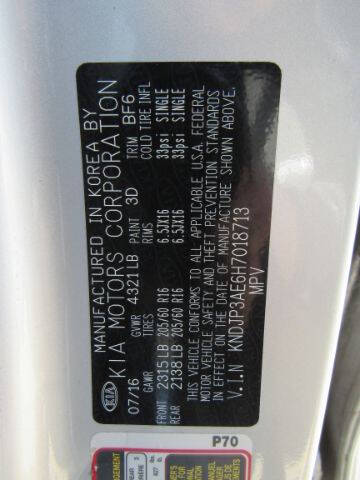 MANUFACTURED IN KOREA BY
KIA KIA MOTORS CORPORATION
07/16 GVWR 4321LB PAINT 3D TRIM BF6
GAWR TIRES RIMS COLD TIRE INFL
FRONT 2315LB 205/60 R16 6.5JX16 33psi SINGLE
REAR 2138LB 205/60 R16 6.5JX16 33psi SINGLE
THIS VEHICLE CONFORMS TO ALL APPLICABLE U.S.A. FEDERAL
MOTOR VEHICLE SAFETY AND THEFT PREVENTION STANDARDS
IN EFFECT ON THE DATE OF MANUFACTURE SHOWN ABOVE.
V.I.N KNDJP3AE6H7018713
MPV
P70